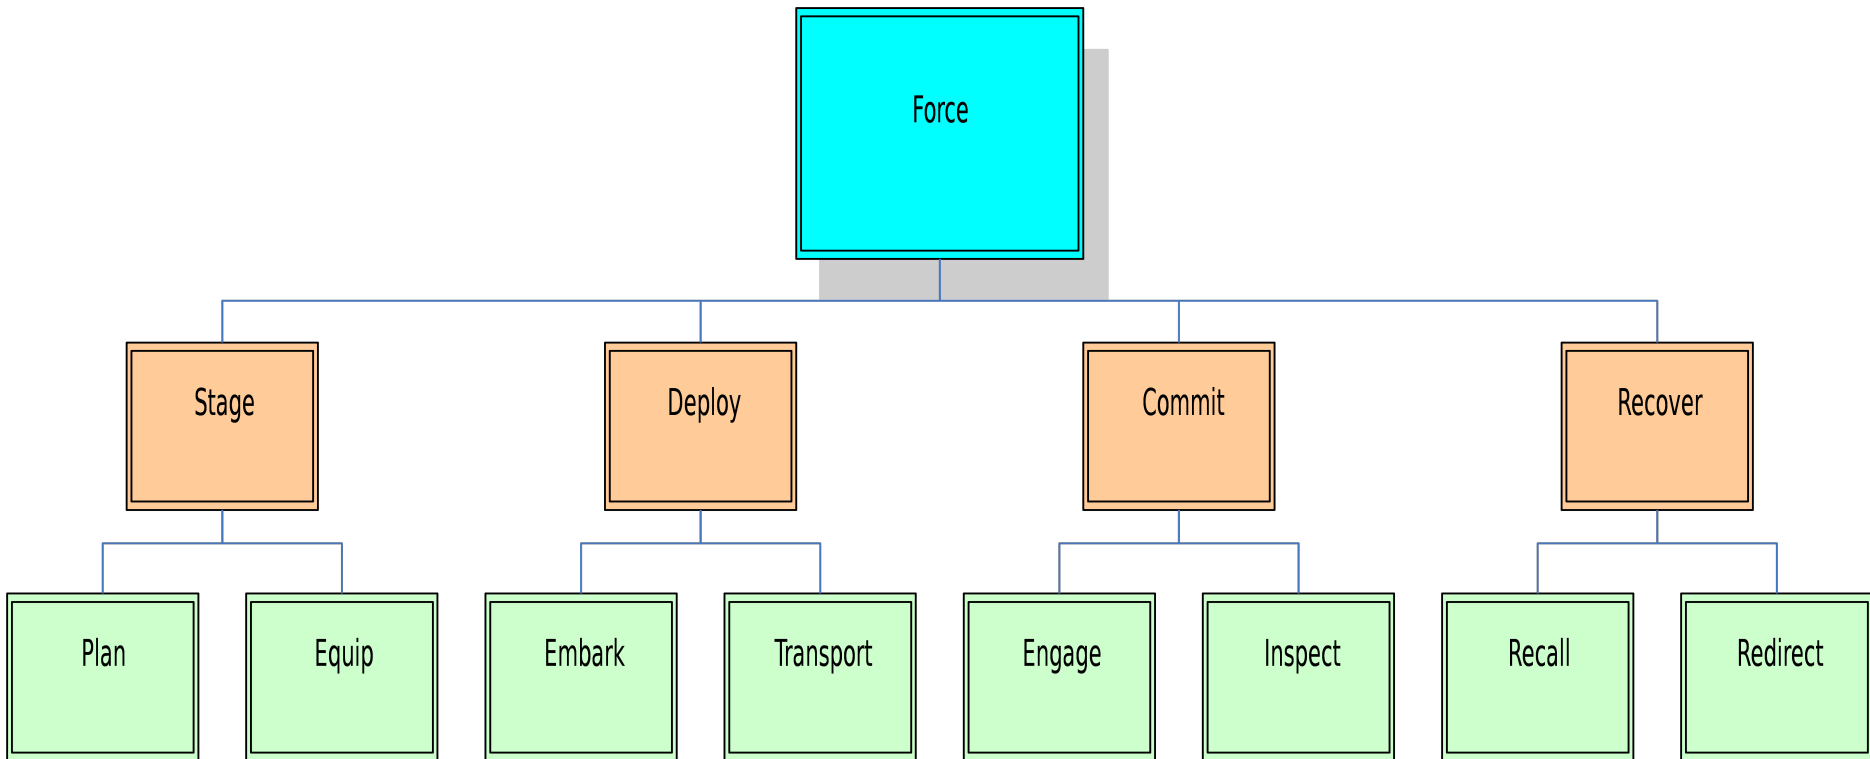 Force
Stage
Deploy
Commit
Recover
Plan
Equip
Embark
Transport
Engage
Inspect
Recall
Redirect